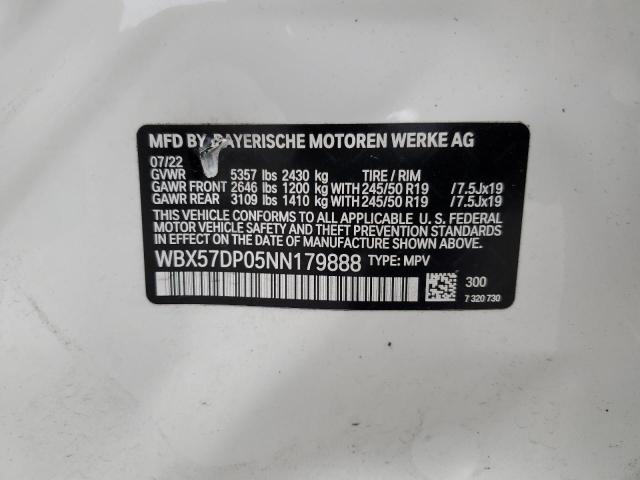 MFD BY BAYERISCHE MOTOREN WERKE AG
07/22
GVWR 5357 lbs 2430 kg TIRE / RIM
GAWR FRONT 2646 lbs 1200 kg WITH 245/50 R19 /7.5Jx19
GAWR REAR 3109 lbs 1410 kg WITH 245/50 R19 /7.5Jx19
THIS VEHICLE CONFORMS TO ALL APPLICABLE U. S. FEDERAL
MOTOR VEHICLE SAFETY STANDARDS IN EFFECT ON THE
DATE OF MANUFACTURE SHOWN ABOVE.
WBX57DP05NN179888 TYPE: MPV
300
7 320 730